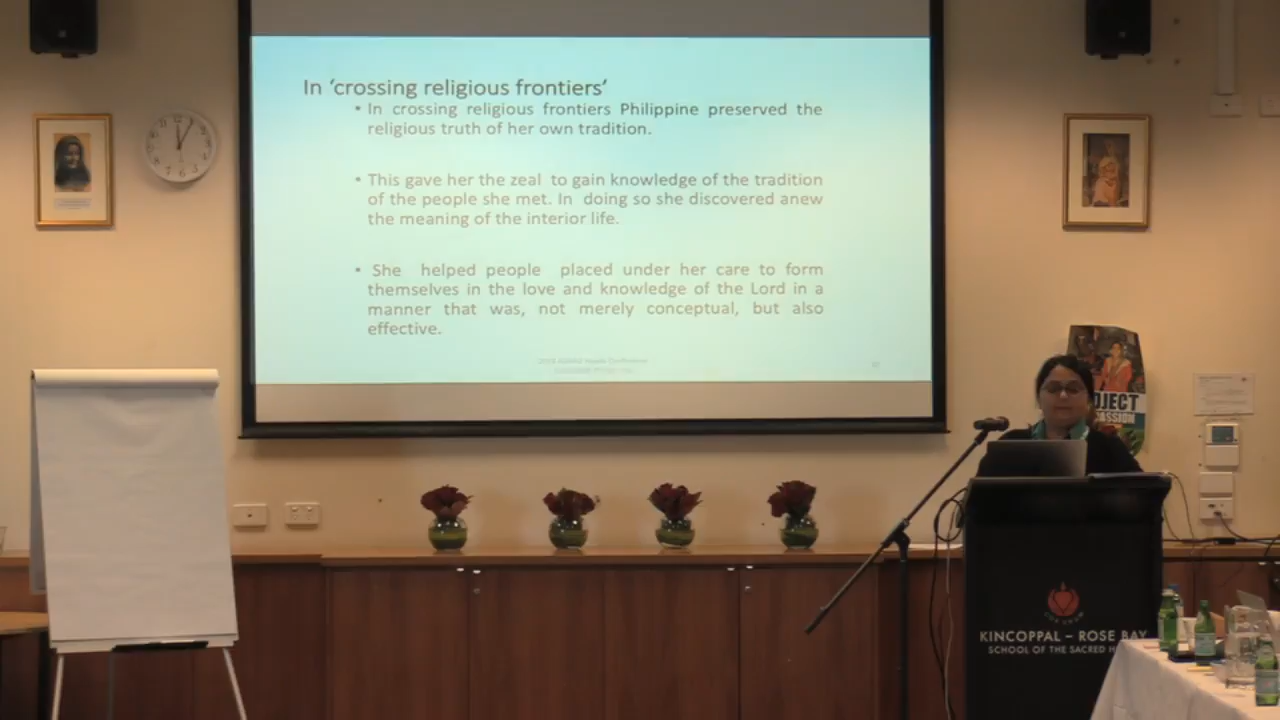 In ‘crossing religious frontiers’
• In crossing religious frontiers Philippine preserved the
religious truth of her own tradition.
• This gave her the zeal to gain knowledge of the tradition
of the people she met. In doing so she discovered anew
the meaning of the interior life.
• She helped people placed under her care to form
themselves in the love and knowledge of the Lord in a
manner that was, not merely conceptual, but also
effective.
KINCOPPAL – ROSE BAY
SCHOOL OF THE SACRED